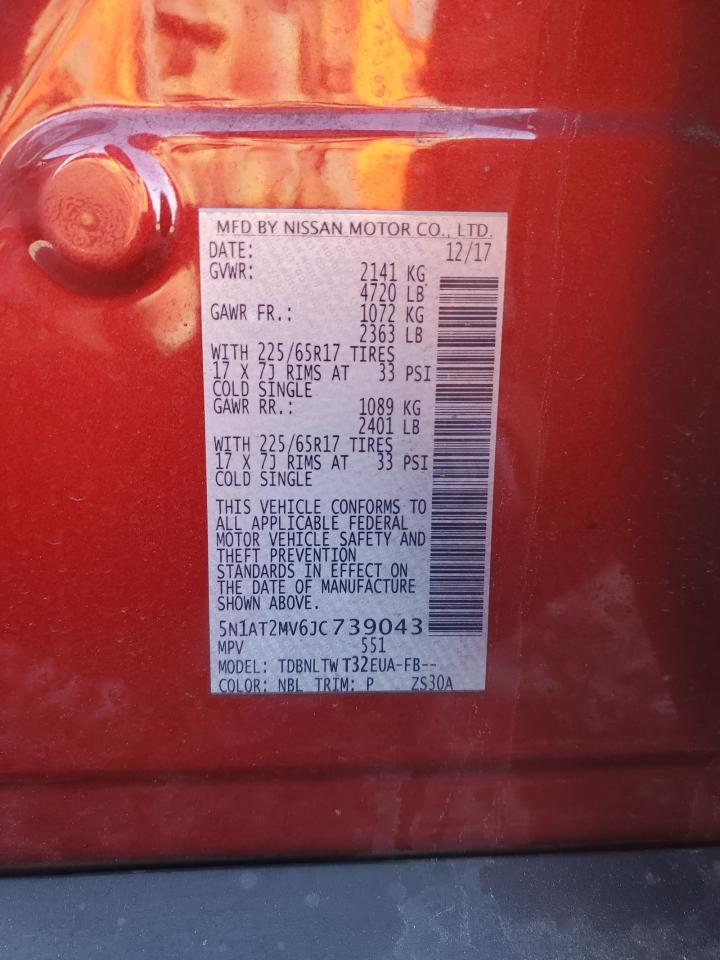 MFD BY NISSAN MOTOR CO., LTD.
DATE: 12/17
GVWR: 2141 KG
4720 LB
GAWR FR.: 1072 KG
2363 LB
WITH 225/65R17 TIRES
17 X 7J RIMS AT 33 PSI
COLD SINGLE
GAWR RR.: 1089 KG
2401 LB
WITH 225/65R17 TIRES
17 X 7J RIMS AT 33 PSI
COLD SINGLE
THIS VEHICLE CONFORMS TO
ALL APPLICABLE FEDERAL
MOTOR VEHICLE SAFETY AND
THEFT PREVENTION
STANDARDS IN EFFECT ON
THE DATE OF MANUFACTURE
SHOWN ABOVE.
5N1AT2MV6JC739043
MPV 551
MODEL: TDBNLTW T32EUA-FB--
COLOR: NBL TRIM: P ZS30A